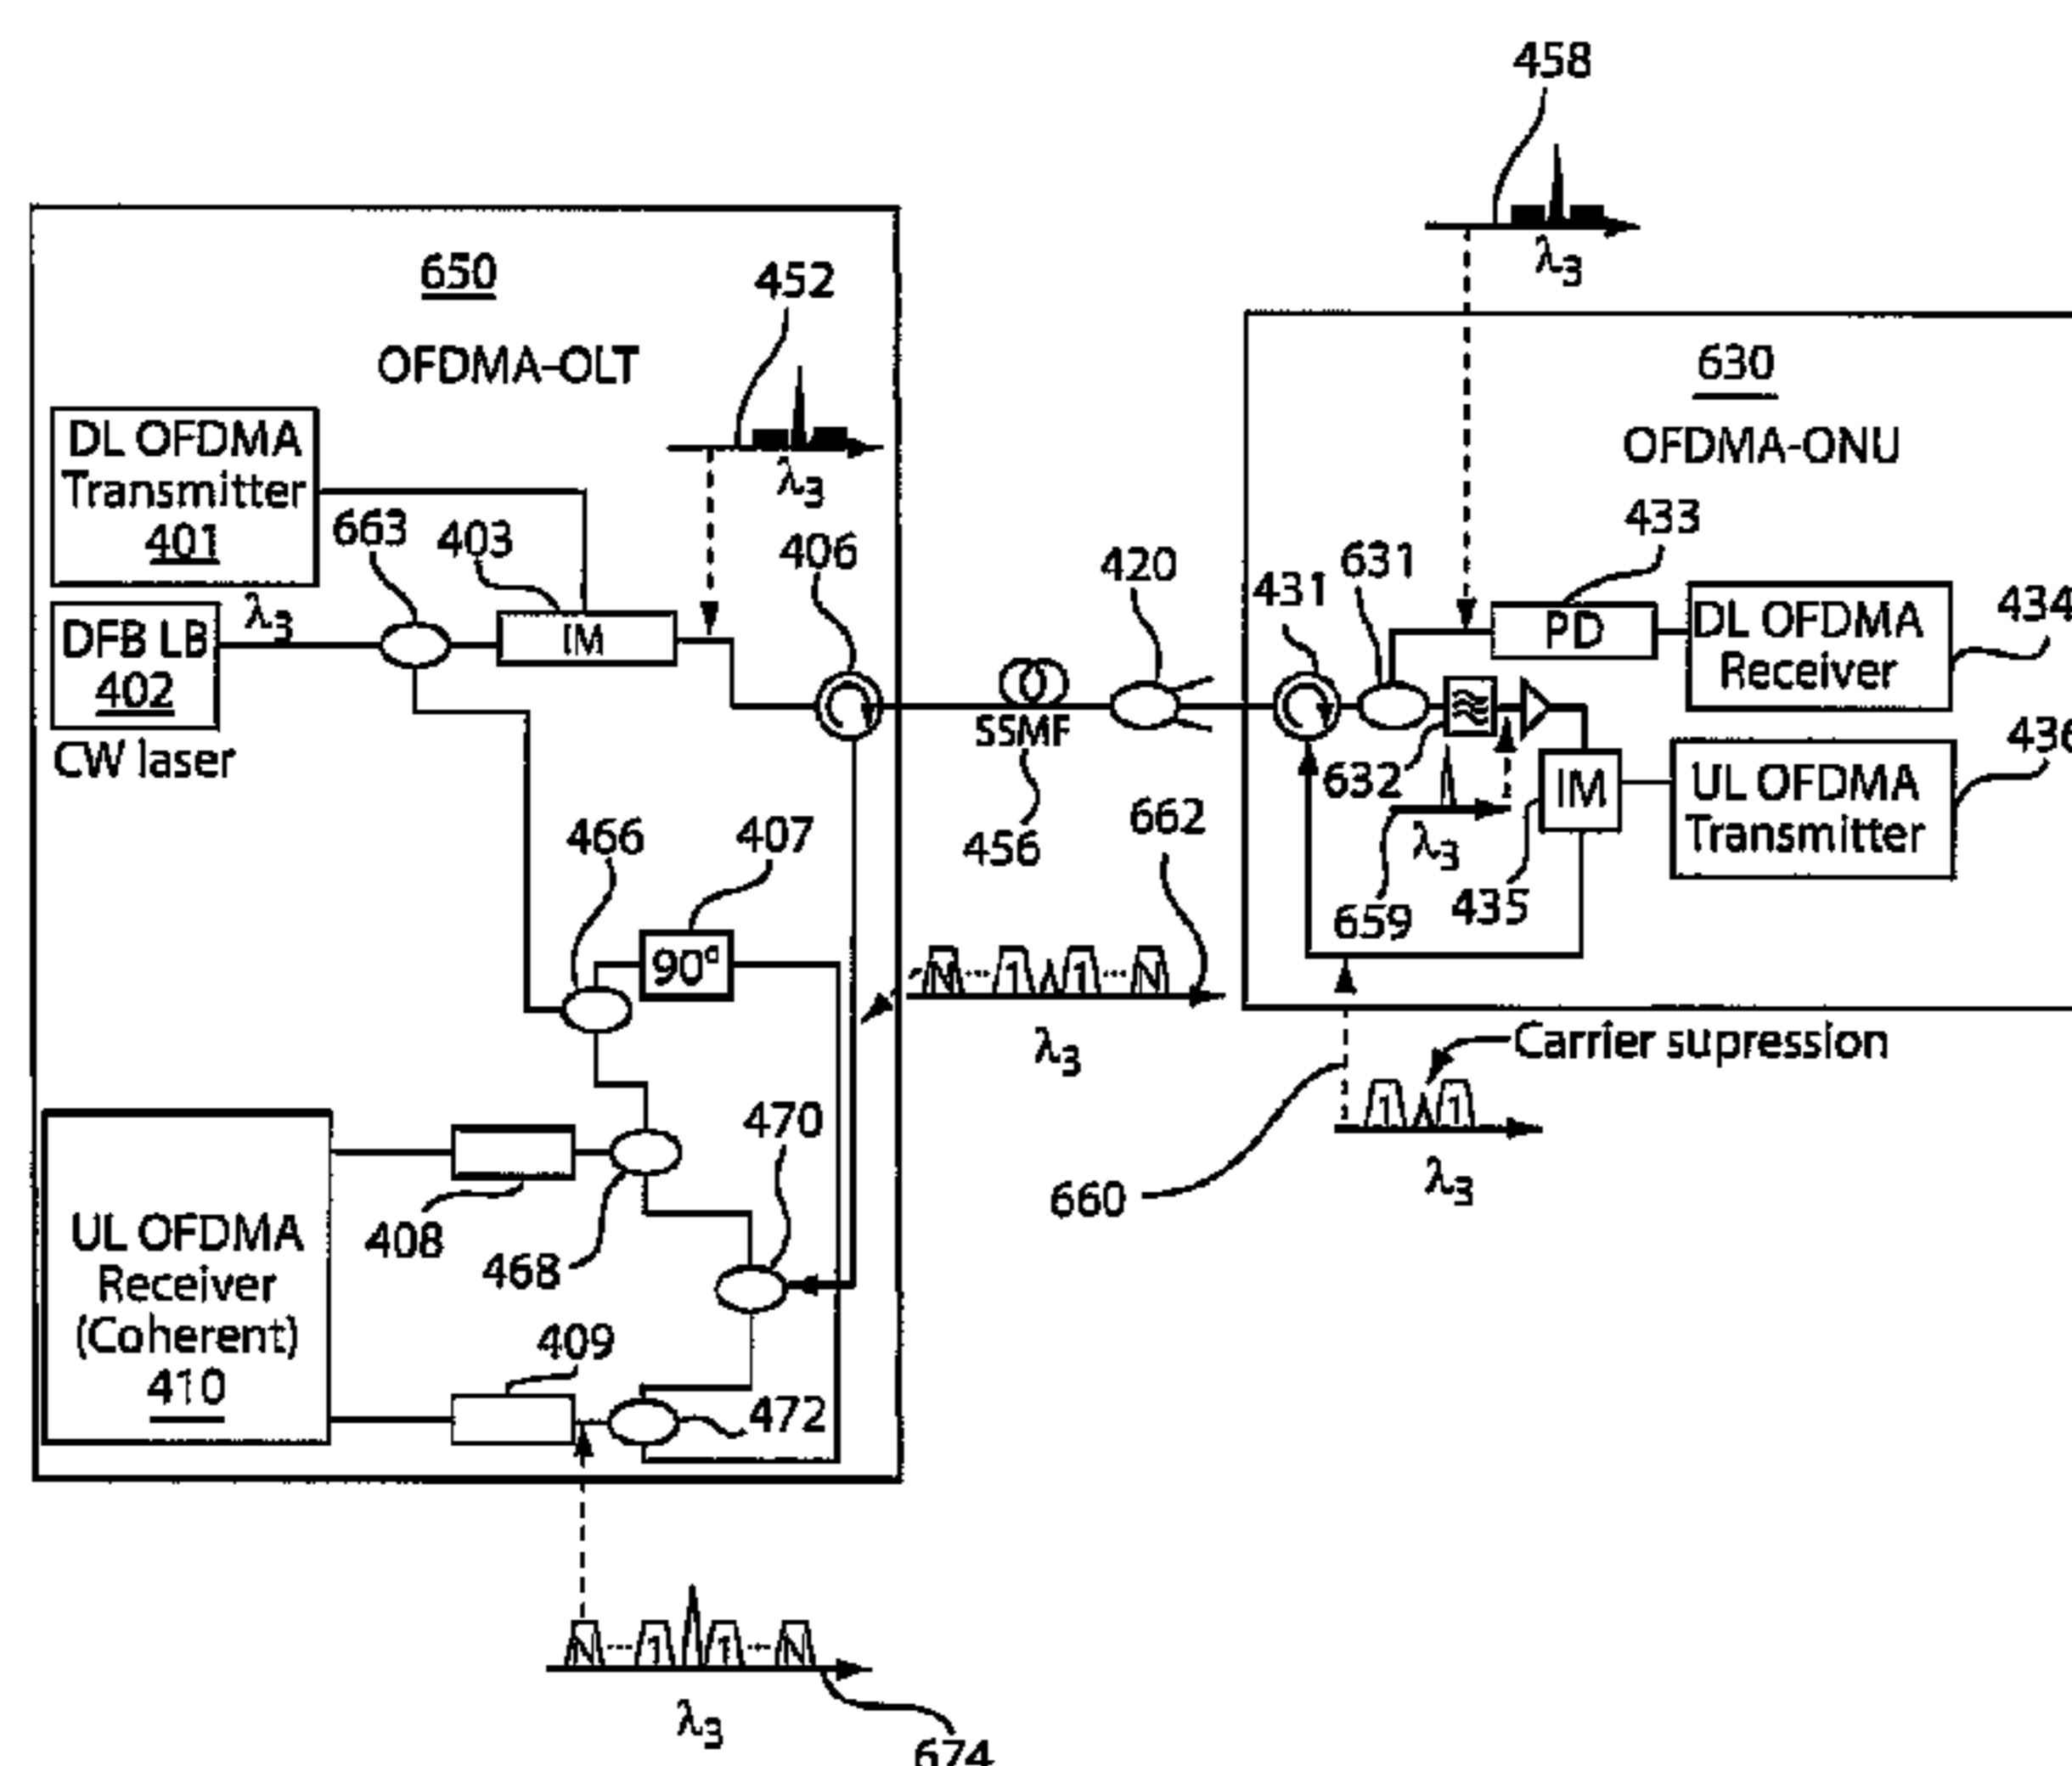 458
λ3
650
OFDMA-OLT
452
λ3
DL OFDMA
Transmitter
401
663
403
406
λ3
DFB LB
402
CW laser
IM
420
SSMF
456
630
OFDMA-ONU
433
431
631
PD
DL OFDMA
Receiver
434
632
IM
UL OFDMA
Transmitter
436
659
λ3
435
662
466
407
90°
N...1 1...N
λ3
Carrier supression
1 1
λ3
660
470
408
468
UL OFDMA
Receiver
(Coherent)
410
409
472
N...1 1...N
λ3
674